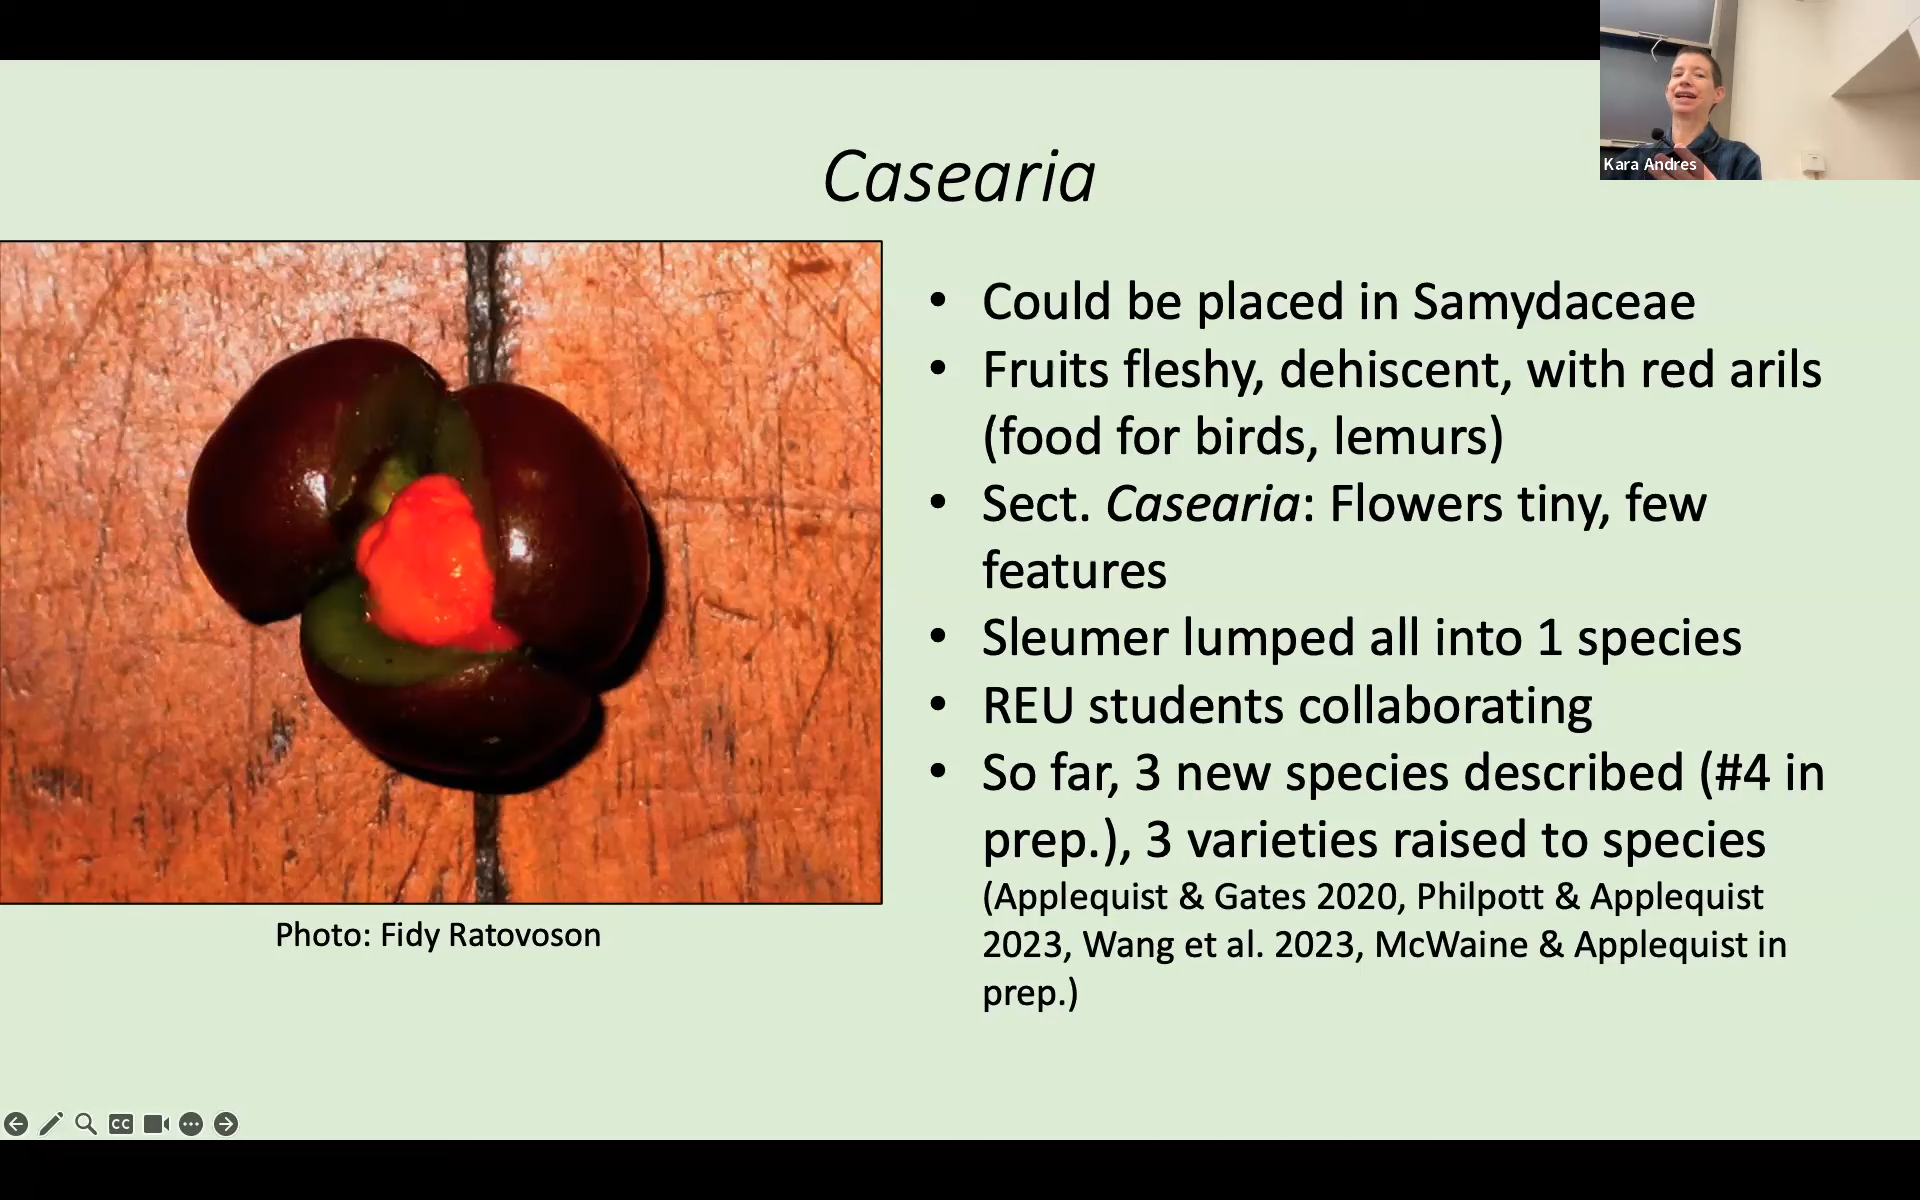 Kara Andres
Casearia
• Could be placed in Samydaceae
• Fruits fleshy, dehiscent, with red arils
(food for birds, lemurs)
• Sect. Casearia: Flowers tiny, few
features
• Sleumer lumped all into 1 species
• REU students collaborating
• So far, 3 new species described (#4 in
prep.), 3 varieties raised to species
(Applequist & Gates 2020, Philpott & Applequist
2023, Wang et al. 2023, McWaine & Applequist in
prep.)
Photo: Fidy Ratovoson
CC